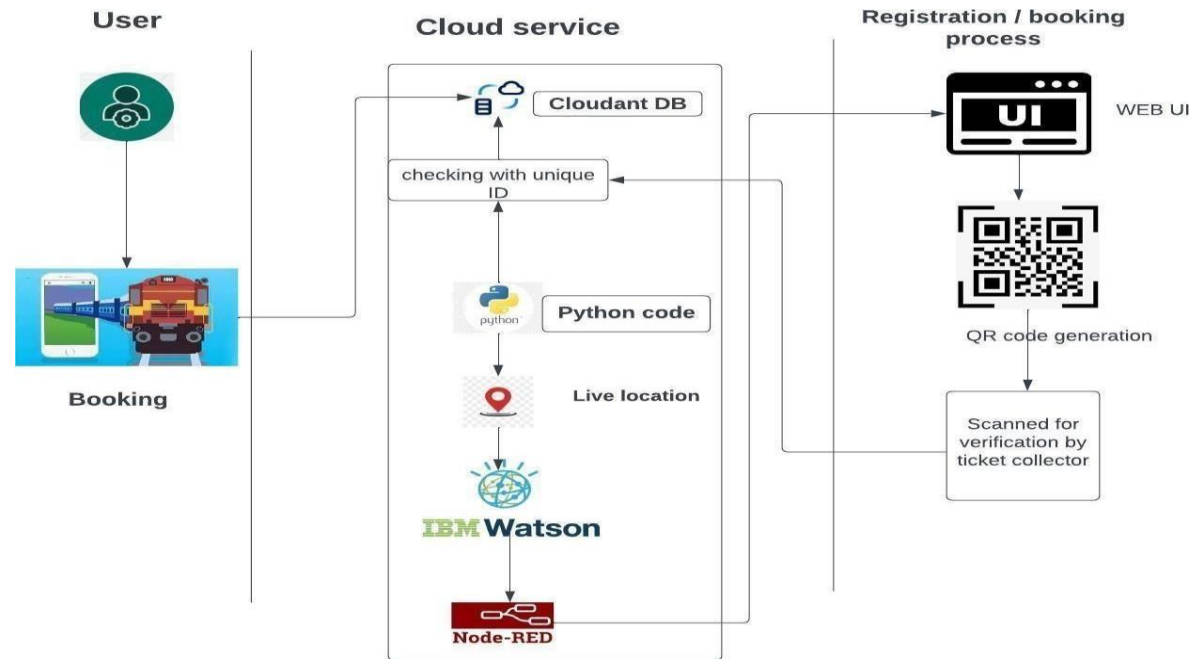 User
Booking
Cloud service
Cloudant DB
checking with unique
ID
python
Python code
Live location
IBM Watson
Node-RED
Registration / booking
process
UI
WEB UI
QR code generation
Scanned for
verification by
ticket collector